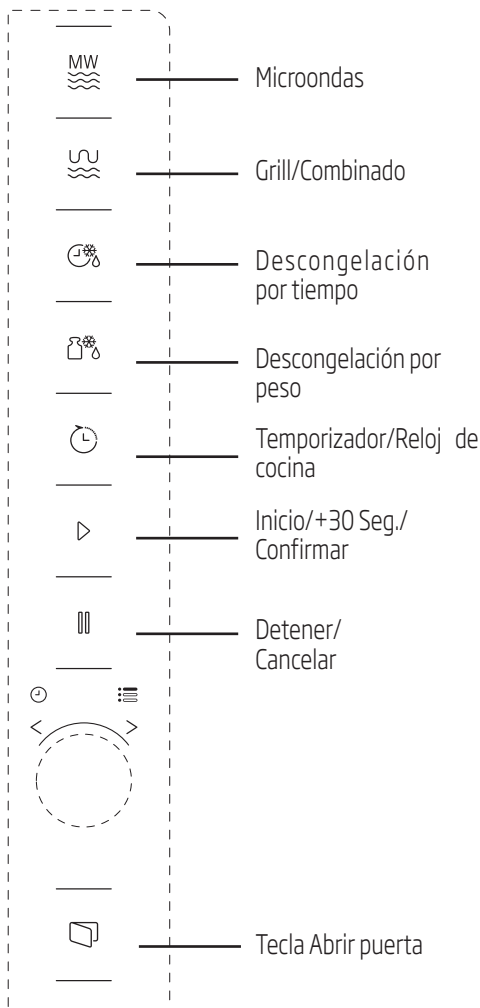 MW
Microondas
Grill/Combinado
Descongelación
por tiempo
Descongelación por
peso
Temporizador/Reloj de
cocina
Inicio/+30 Seg./
Confirmar
Detener/
Cancelar
Tecla Abrir puerta